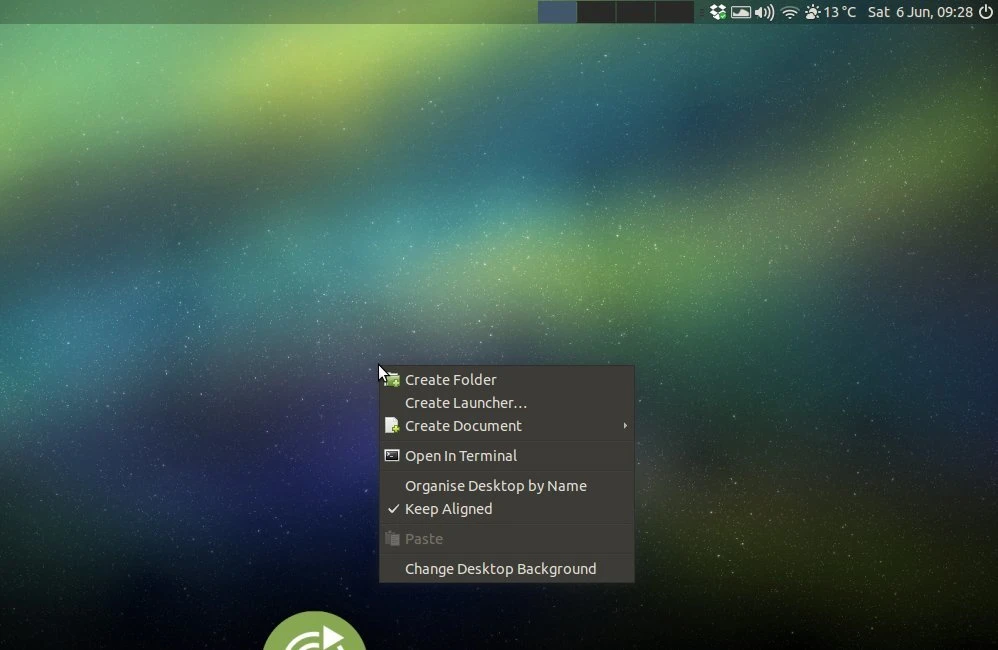 13 °C Sat 6 Jun, 09:28
Create Folder
Create Launcher…
Create Document
Open In Terminal
Organise Desktop by Name
Keep Aligned
Paste
Change Desktop Background